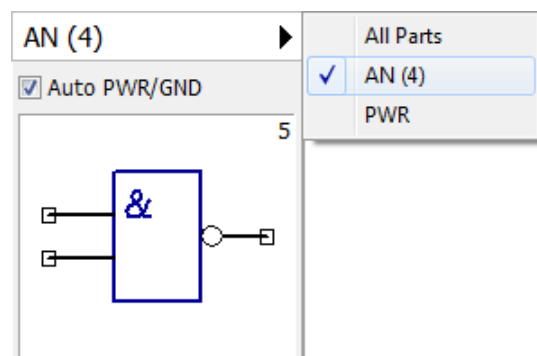 AN (4)
Auto PWR/GND
5
&
All Parts
AN (4)
PWR